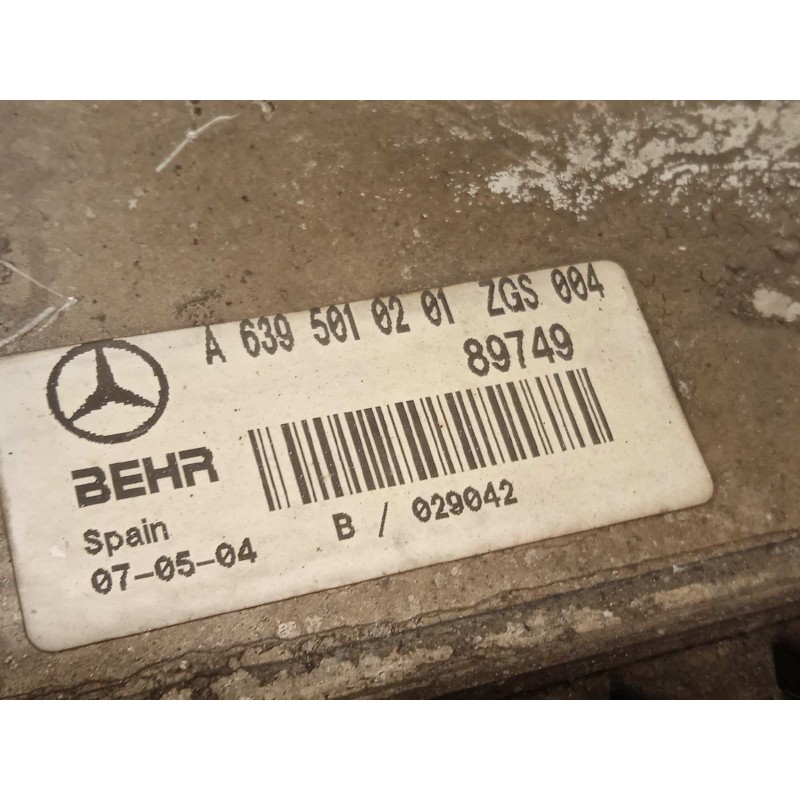 A 639 501 02 01 ZGS 004
89749
BEHR
Spain
B / 029042
07-05-04